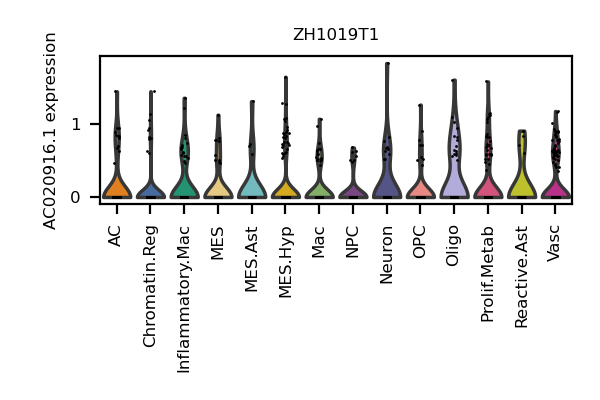 ZH1019T1
AC020916.1 expression
1
0
AC
Chromatin.Reg
Inflammatory.Mac
MES
MES.Ast
MES.Hyp
Mac
NPC
Neuron
OPC
Oligo
Prolif.Metab
Reactive.Ast
Vasc